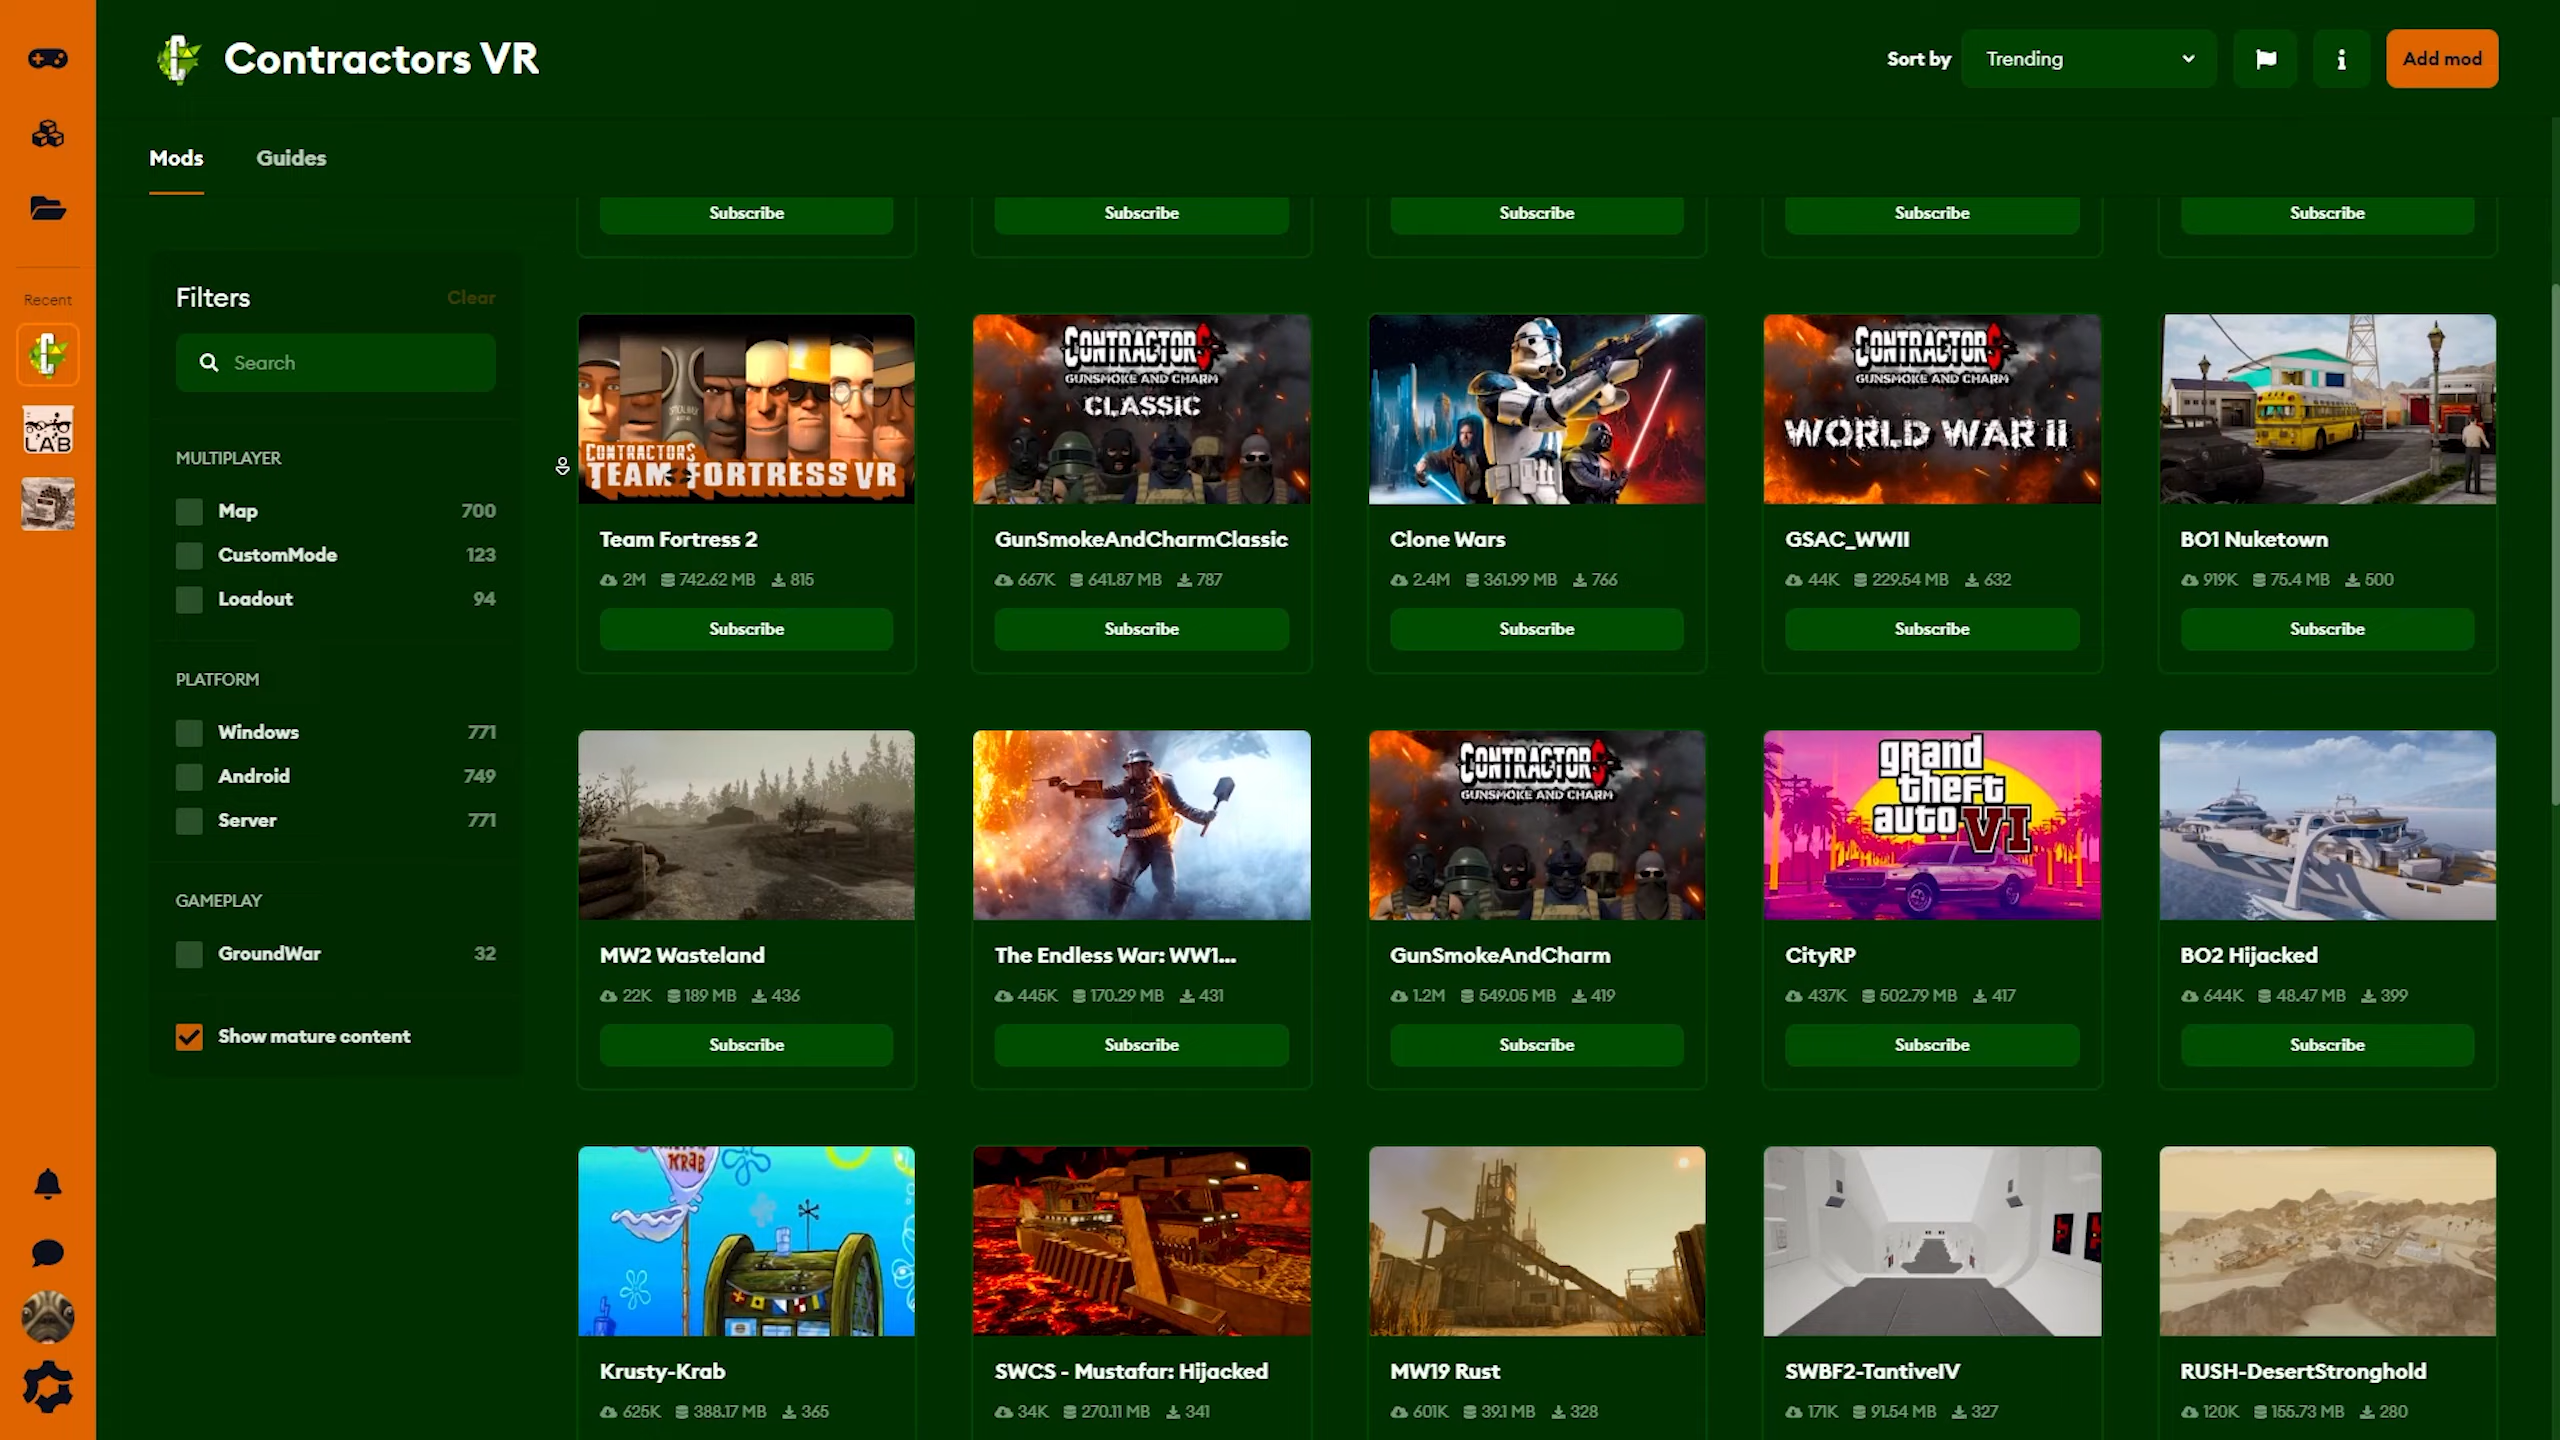 Contractors VR
Sort by
Trending
Add mod
Mods
Guides
Recent
LAB
Filters
Clear
Search
MULTIPLAYER
Map 700
CustomMode 123
Loadout 94
PLATFORM
Windows 771
Android 749
Server 771
GAMEPLAY
GroundWar 32
Show mature content
Subscribe
Subscribe
Subscribe
Subscribe
Subscribe
CONTRACTORS
TEAM FORTRESS VR
Team Fortress 2
2M 742.62 MB 815
Subscribe
CONTRACTORS
GUNSMOKE AND CHARM
CLASSIC
GunSmokeAndCharmClassic
667K 641.87 MB 787
Subscribe
Clone Wars
2.4M 361.99 MB 766
Subscribe
CONTRACTORS
GUNSMOKE AND CHARM
WORLD WAR II
GSAC_WWII
44K 229.54 MB 632
Subscribe
BO1 Nuketown
919K 75.4 MB 500
Subscribe
MW2 Wasteland
22K 189 MB 436
Subscribe
The Endless War: WW1...
445K 170.29 MB 431
Subscribe
CONTRACTORS
GUNSMOKE AND CHARM
GunSmokeAndCharm
1.2M 549.05 MB 419
Subscribe
grand
theft
auto VI
CityRP
437K 502.79 MB 417
Subscribe
BO2 Hijacked
644K 48.47 MB 399
Subscribe
KRAB
Krusty-Krab
625K 388.17 MB 365
SWCS - Mustafar: Hijacked
34K 270.11 MB 341
MW19 Rust
601K 39.1 MB 328
SWBF2-TantiveIV
171K 91.54 MB 327
RUSH-DesertStronghold
120K 155.73 MB 280